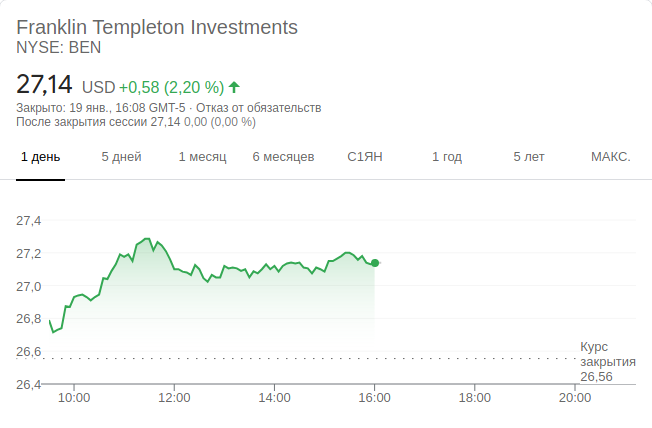 Franklin Templeton Investments
NYSE: BEN
27,14 USD +0,58 (2,20 %)
Закрыто: 19 янв., 16:08 GMT-5 · Отказ от обязательств
После закрытия сессии 27,14 0,00 (0,00 %)
1 день 5 дней 1 месяц 6 месяцев С1ЯН 1 год 5 лет МАКС.
27,4
27,2
27,0
26,8
26,6
26,4
Курс
закрытия
26,56
10:00 12:00 14:00 16:00 18:00 20:00